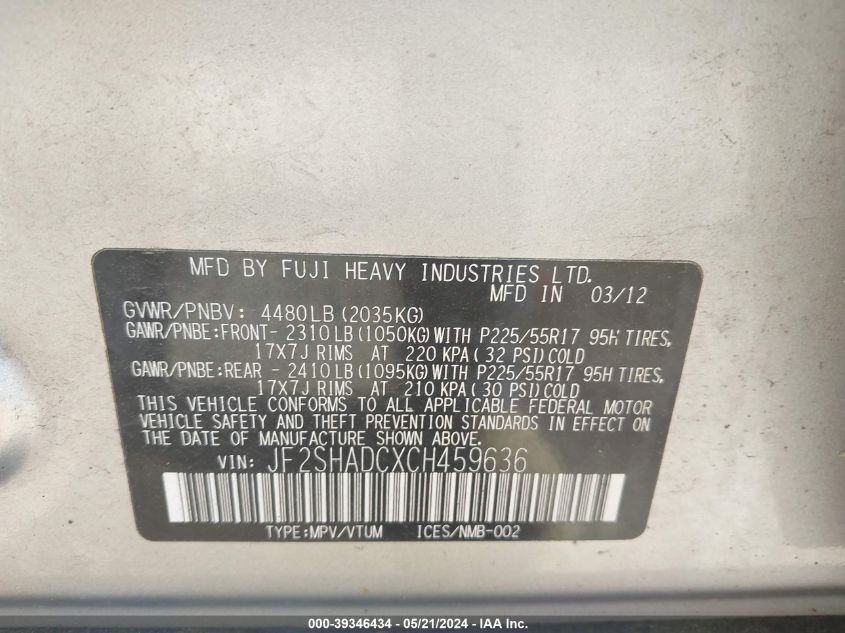 MFD BY FUJI HEAVY INDUSTRIES LTD.
MFD IN 03/12
GVWR/PNBV: 4480LB(2035KG)
GAWR/PNBE:FRONT- 2310LB(1050KG)WITH P225/55R17 95H TIRES,
17X7J RIMS AT 220 KPA( 32 PSI)COLD
GAWR/PNBE:REAR - 2410LB(1095KG)WITH P225/55R17 95H TIRES,
17X7J RIMS AT 210 KPA( 30 PSI)COLD
THIS VEHICLE CONFORMS TO ALL APPLICABLE FEDERAL MOTOR
VEHICLE SAFETY AND THEFT PREVENTION STANDARDS IN EFFECT ON
THE DATE OF MANUFACTURE SHOWN ABOVE.
VIN: JF2SHADCXCH459636
TYPE:MPV/VTUM ICES/NMB-002
000-39346434 - 05/21/2024 - IAA Inc.